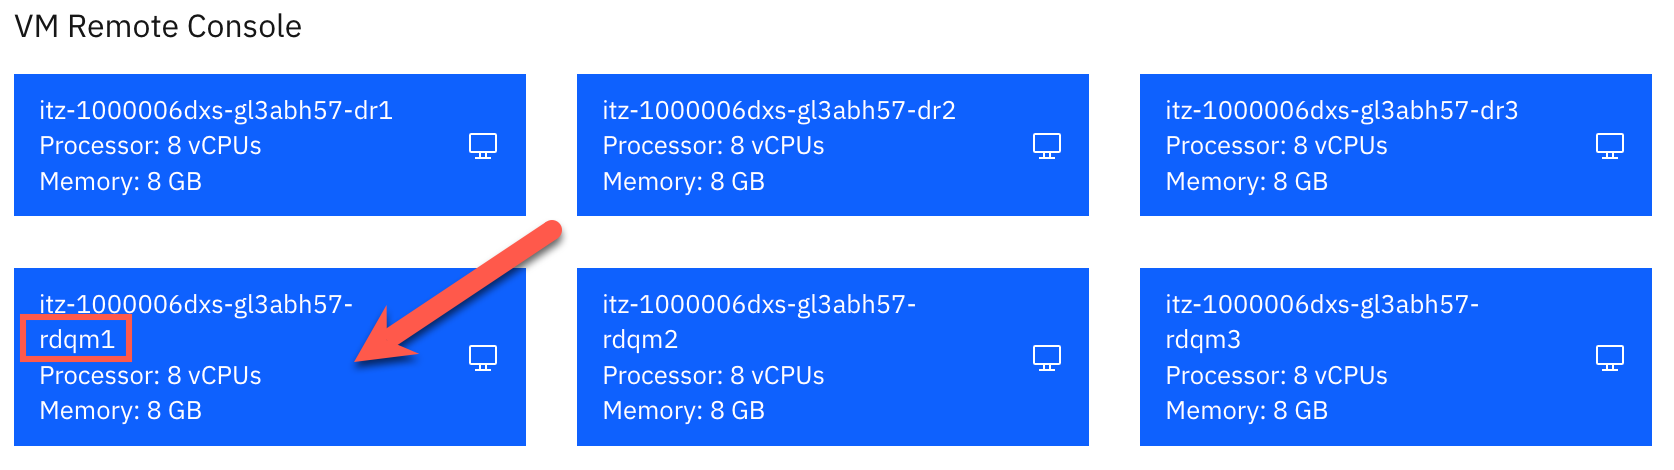 VM Remote Console
itz-1000006dxs-gl3abh57-dr1
Processor: 8 vCPUs
Memory: 8 GB
itz-1000006dxs-gl3abh57-dr2
Processor: 8 vCPUs
Memory: 8 GB
itz-1000006dxs-gl3abh57-dr3
Processor: 8 vCPUs
Memory: 8 GB
itz-1000006dxs-gl3abh57-
rdqm1
Processor: 8 vCPUs
Memory: 8 GB
itz-1000006dxs-gl3abh57-
rdqm2
Processor: 8 vCPUs
Memory: 8 GB
itz-1000006dxs-gl3abh57-
rdqm3
Processor: 8 vCPUs
Memory: 8 GB